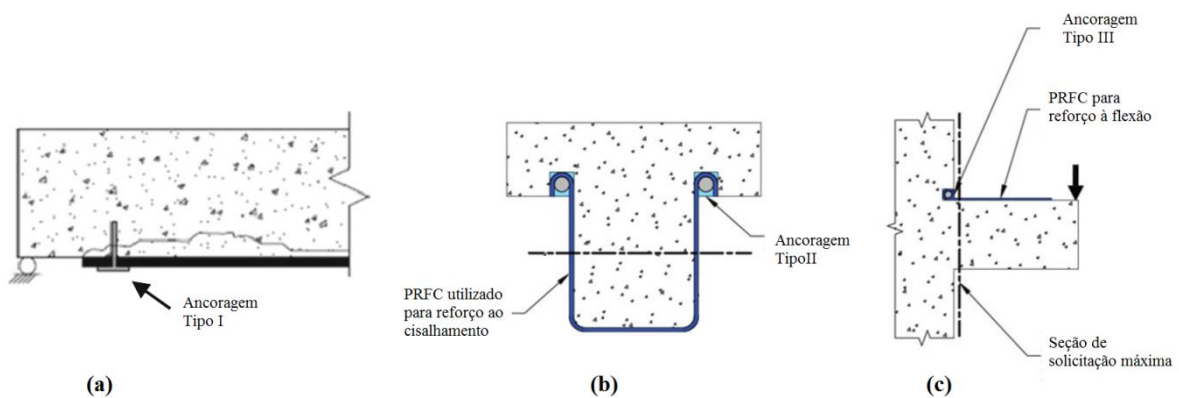 Ancoragem
Tipo I
(a)
PRFC utilizado
para reforço ao
cisalhamento
Ancoragem
TipoII
(b)
Ancoragem
Tipo III
PRFC para
reforço à flexão
Seção de
solicitação máxima
(c)